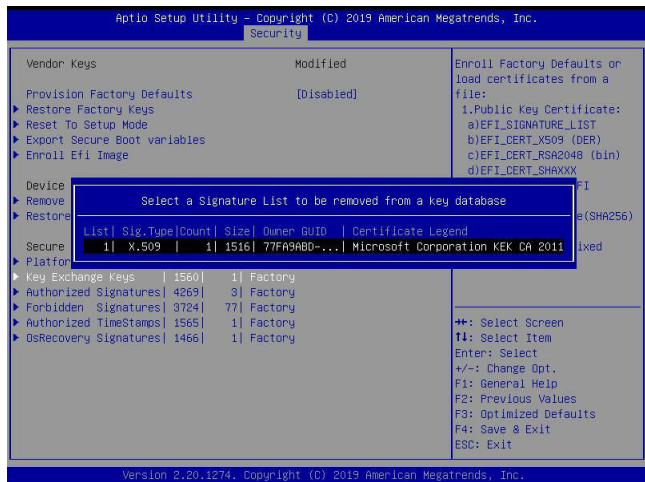 Aptio Setup Utility – Copyright (C) 2019 American Megatrends, Inc.
Security
Vendor Keys Modified
Provision Factory Defaults [Disabled]
Restore Factory Keys
Reset To Setup Mode
Export Secure Boot variables
Enroll Efi Image
Device
Remove
Restore
Select a Signature List to be removed from a key database
List| Sig.Type|Count| Size| Owner GUID | Certificate Legend
1| X.509 | 1| 1516| 77FA9ABD-...| Microsoft Corporation KEK CA 2011
Secure
Platfor
Key Exchange Keys | 1560| 1| Factory
Authorized Signatures| 4269| 3| Factory
Forbidden Signatures| 3724| 77| Factory
Authorized TimeStamps| 1565| 1| Factory
OsRecovery Signatures| 1466| 1| Factory
Enroll Factory Defaults or
load certificates from a
file:
1.Public Key Certificate:
a)EFI_SIGNATURE_LIST
b)EFI_CERT_X509 (DER)
c)EFI_CERT_RSA2048 (bin)
d)EFI_CERT_SHAXXX
FI
e(SHA256)
ixed
→←: Select Screen
↑↓: Select Item
Enter: Select
+/-: Change Opt.
F1: General Help
F2: Previous Values
F3: Optimized Defaults
F4: Save & Exit
ESC: Exit
Version 2.20.1274. Copyright (C) 2019 American Megatrends, Inc.